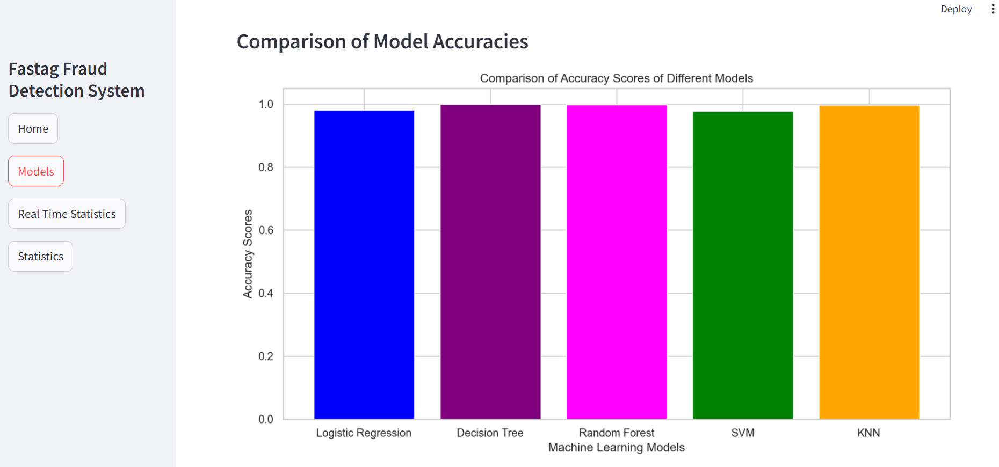 Deploy
Fastag Fraud
Detection System
Home
Models
Real Time Statistics
Statistics
Comparison of Model Accuracies
Comparison of Accuracy Scores of Different Models
Accuracy Scores
1.0
0.8
0.6
0.4
0.2
0.0
Logistic Regression
Decision Tree
Random Forest
SVM
KNN
Machine Learning Models